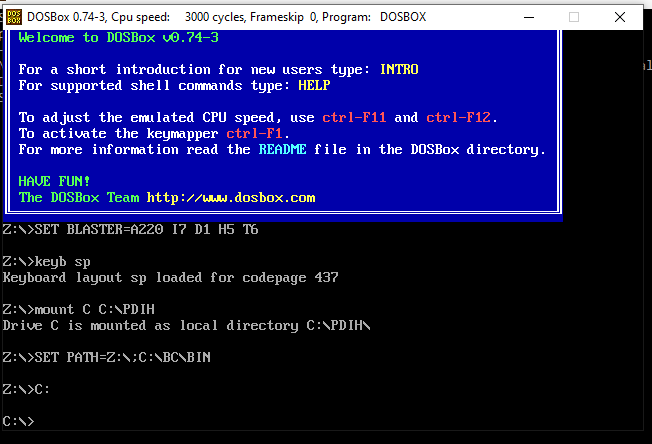 DOSBox 0.74-3, Cpu speed: 3000 cycles, Frameskip 0, Program: DOSBOX
Welcome to DOSBox v0.74-3
For a short introduction for new users type: INTRO
For supported shell commands type: HELP
To adjust the emulated CPU speed, use ctrl-F11 and ctrl-F12.
To activate the keymapper ctrl-F1.
For more information read the README file in the DOSBox directory.
HAVE FUN!
The DOSBox Team http://www.dosbox.com
Z:\>SET BLASTER=A220 I7 D1 H5 T6
Z:\>keyb sp
Keyboard layout sp loaded for codepage 437
Z:\>mount C C:\PDIH
Drive C is mounted as local directory C:\PDIH\
Z:\>SET PATH=Z:\;C:\BC\BIN
Z:\>C:
C:\>